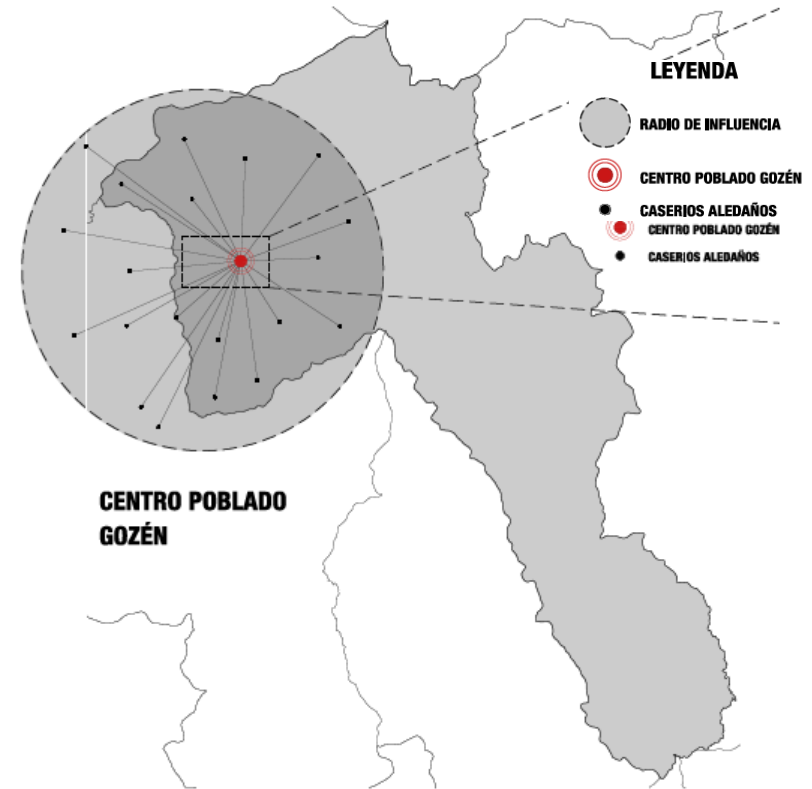 LEYENDA
RADIO DE INFLUENCIA
CENTRO POBLADO GOZÉN
CASERIOS ALEDAÑOS
CENTRO POBLADO GOZÉN
CASERIOS ALEDAÑOS
CENTRO POBLADO
GOZÉN